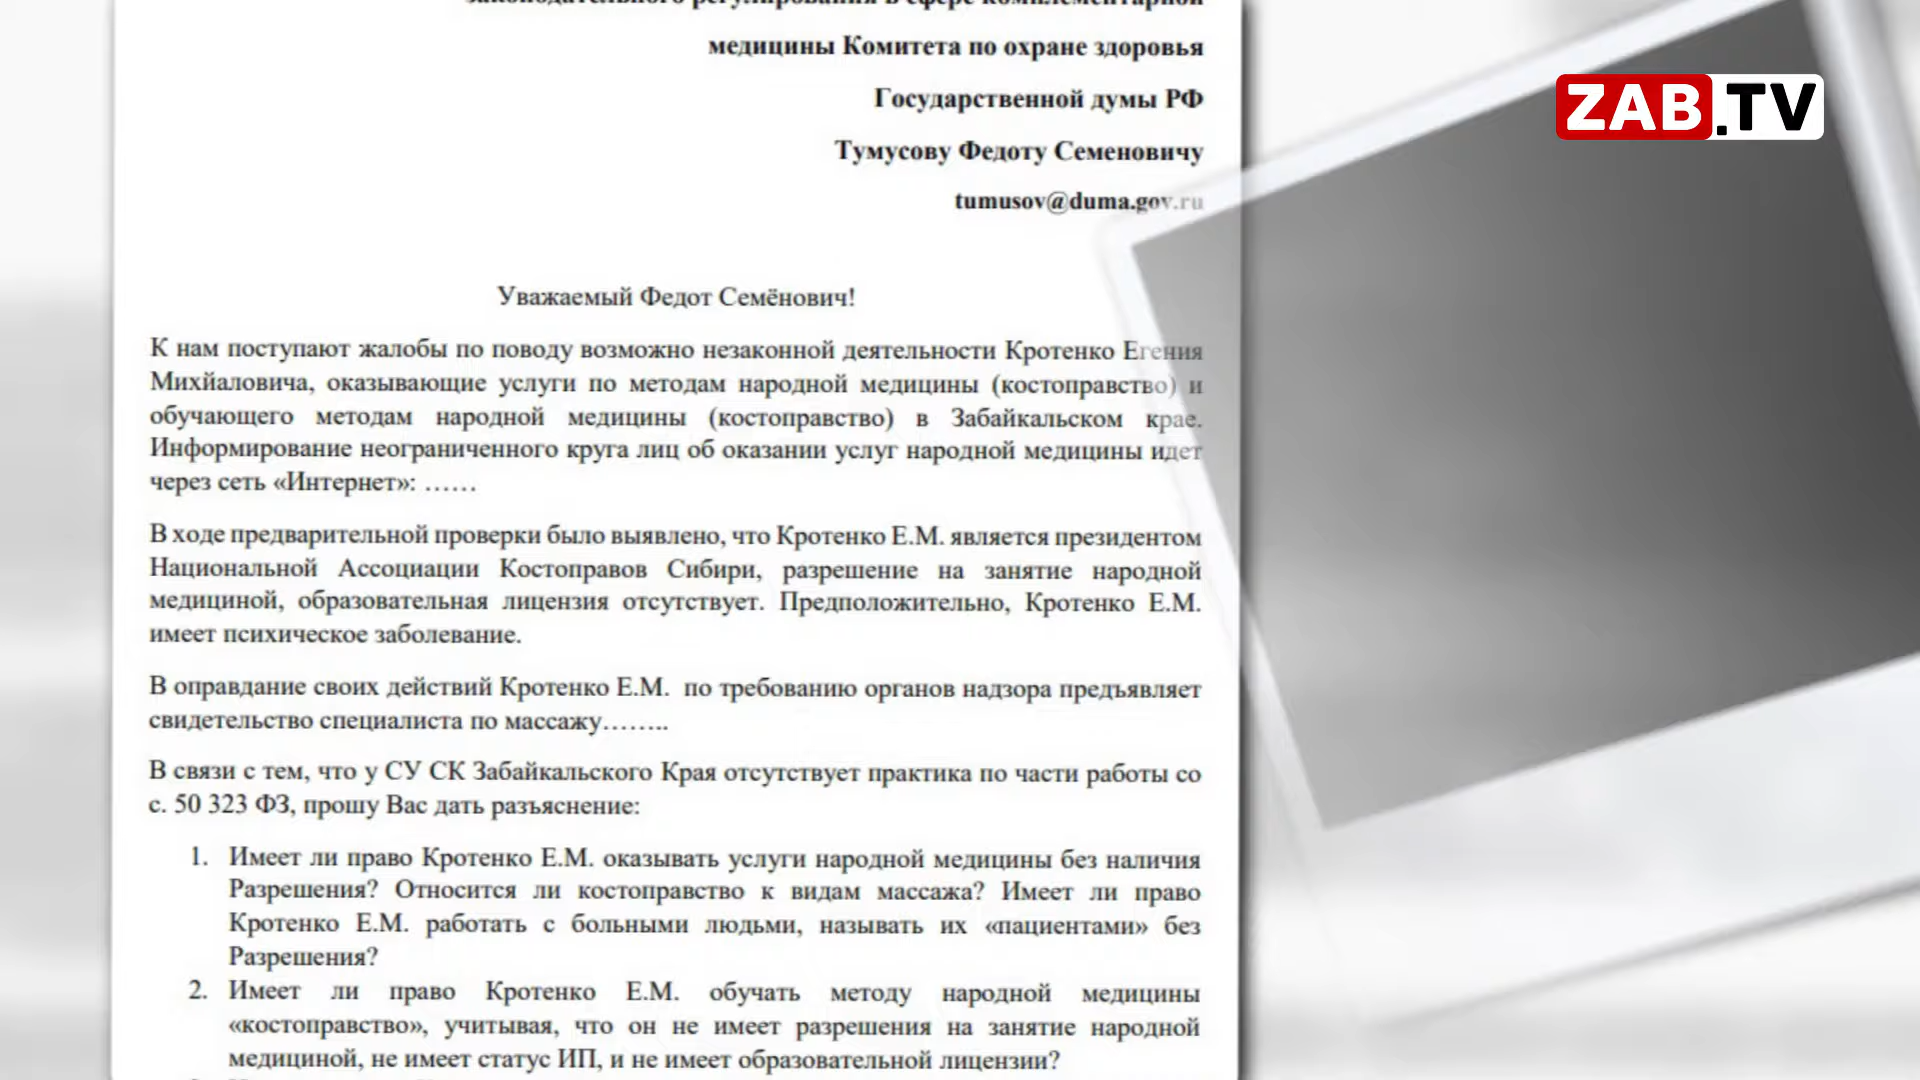 законодательного регулирования в сфере комплементарной
медицины Комитета по охране здоровья
Государственной думы РФ
Тумусову Федоту Семеновичу
tumusov@duma.gov.ru
ZAB.TV
Уважаемый Федот Семёнович!
К нам поступают жалобы по поводу возможно незаконной деятельности Кротенко Егения
Михйаловича, оказывающие услуги по методам народной медицины (костоправство) и
обучающего методам народной медицины (костоправство) в Забайкальском крае.
Информирование неограниченного круга лиц об оказании услуг народной медицины идет
через сеть «Интернет»: ……
В ходе предварительной проверки было выявлено, что Кротенко Е.М. является президентом
Национальной Ассоциации Костоправов Сибири, разрешение на занятие народной
медициной, образовательная лицензия отсутствует. Предположительно, Кротенко Е.М.
имеет психическое заболевание.
В оправдание своих действий Кротенко Е.М. по требованию органов надзора предъявляет
свидетельство специалиста по массажу……..
В связи с тем, что у СУ СК Забайкальского Края отсутствует практика по части работы со
с. 50 323 ФЗ, прошу Вас дать разъяснение:
1. Имеет ли право Кротенко Е.М. оказывать услуги народной медицины без наличия
Разрешения? Относится ли костоправство к видам массажа? Имеет ли право
Кротенко Е.М. работать с больными людьми, называть их «пациентами» без
Разрешения?
2. Имеет ли право Кротенко Е.М. обучать методу народной медицины
«костоправство», учитывая, что он не имеет разрешения на занятие народной
медициной, не имеет статус ИП, и не имеет образовательной лицензии?